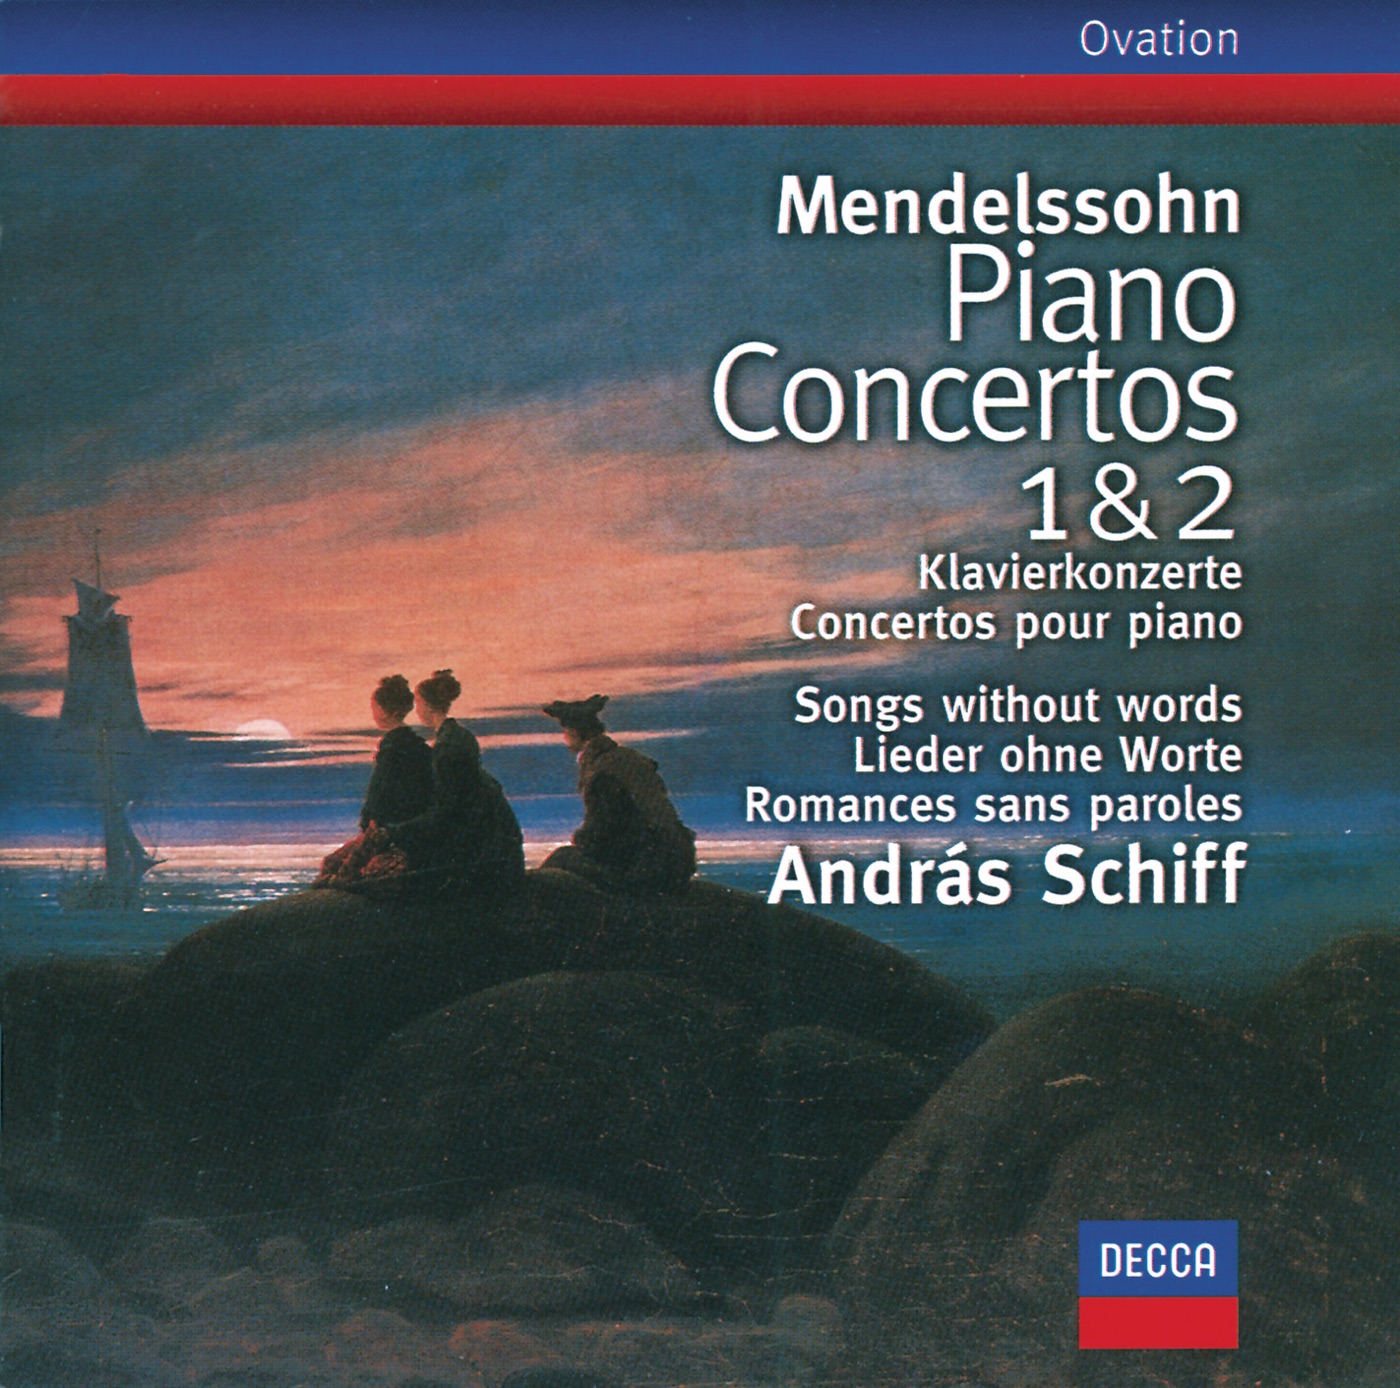 Ovation
Mendelssohn
Piano
Concertos
1 & 2
Klavierkonzerte
Concertos pour piano
Songs without words
Lieder ohne Worte
Romances sans paroles
András Schiff
DECCA